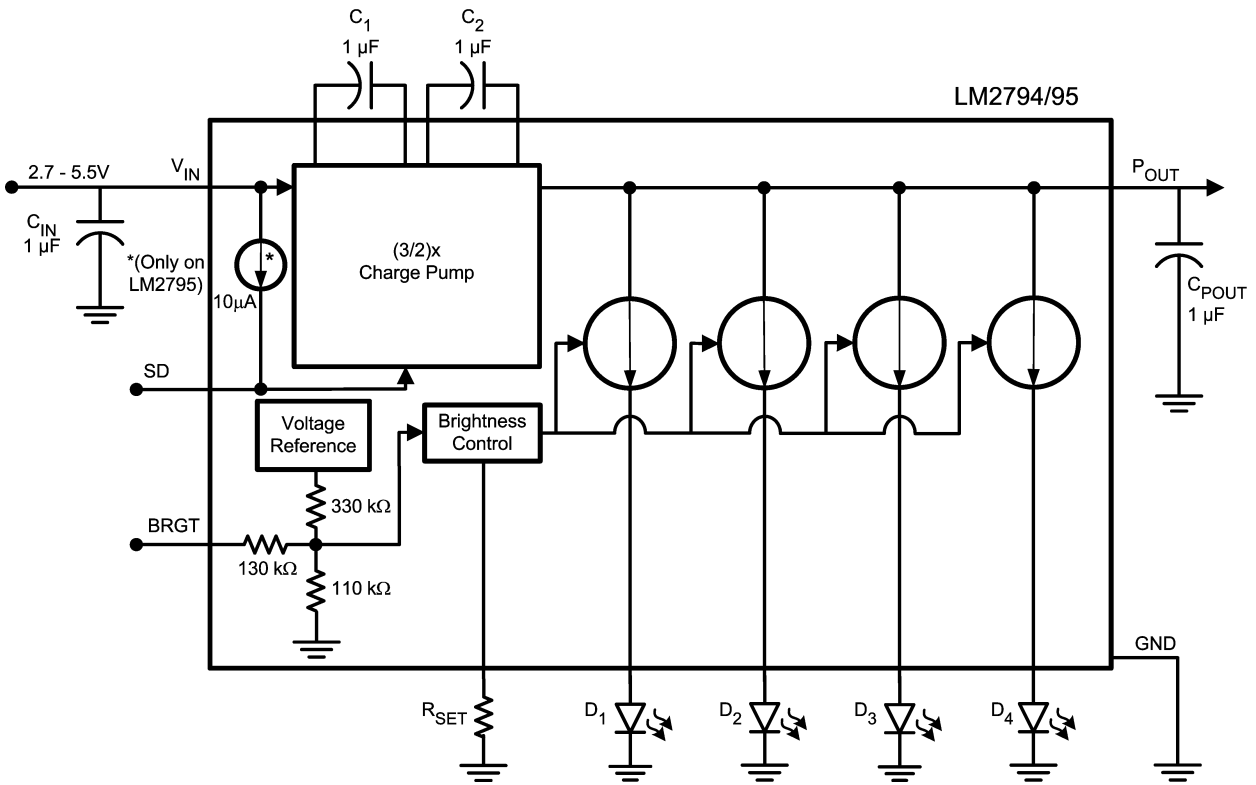 C1
1 µF
C2
1 µF
LM2794/95
2.7 - 5.5V
VIN
POUT
CIN
1 µF
*(Only on
LM2795)
*
10µA
(3/2)x
Charge Pump
CPOUT
1 µF
SD
Voltage
Reference
Brightness
Control
330 kΩ
BRGT
130 kΩ
110 kΩ
GND
RSET
D1
D2
D3
D4